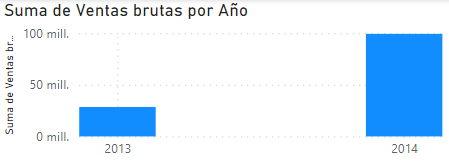 Suma de Ventas brutas por Año
Suma de Ventas br...
100 mill.
50 mill.
0 mill.
2013
2014